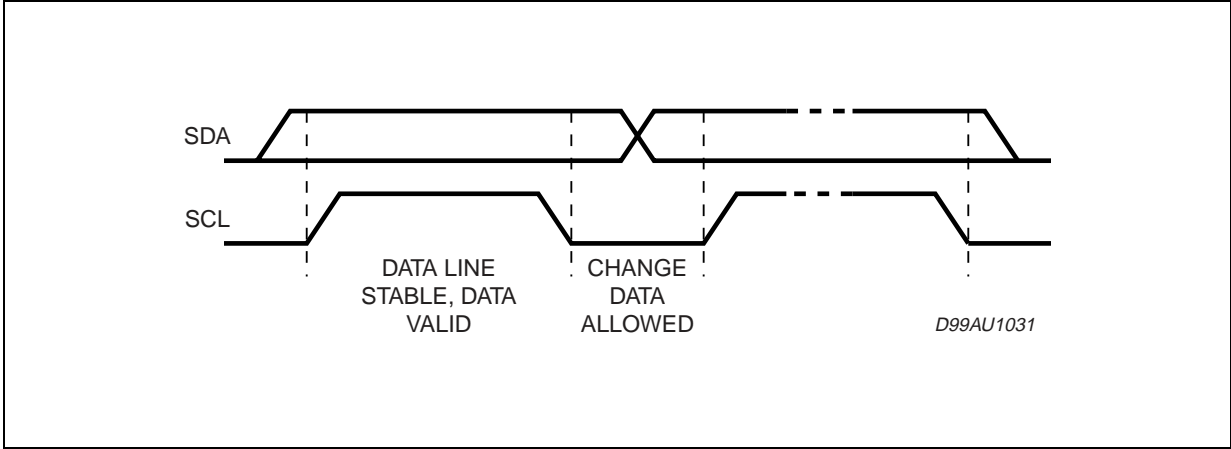 SDA
SCL
DATA LINE
STABLE, DATA
VALID
CHANGE
DATA
ALLOWED
D99AU1031